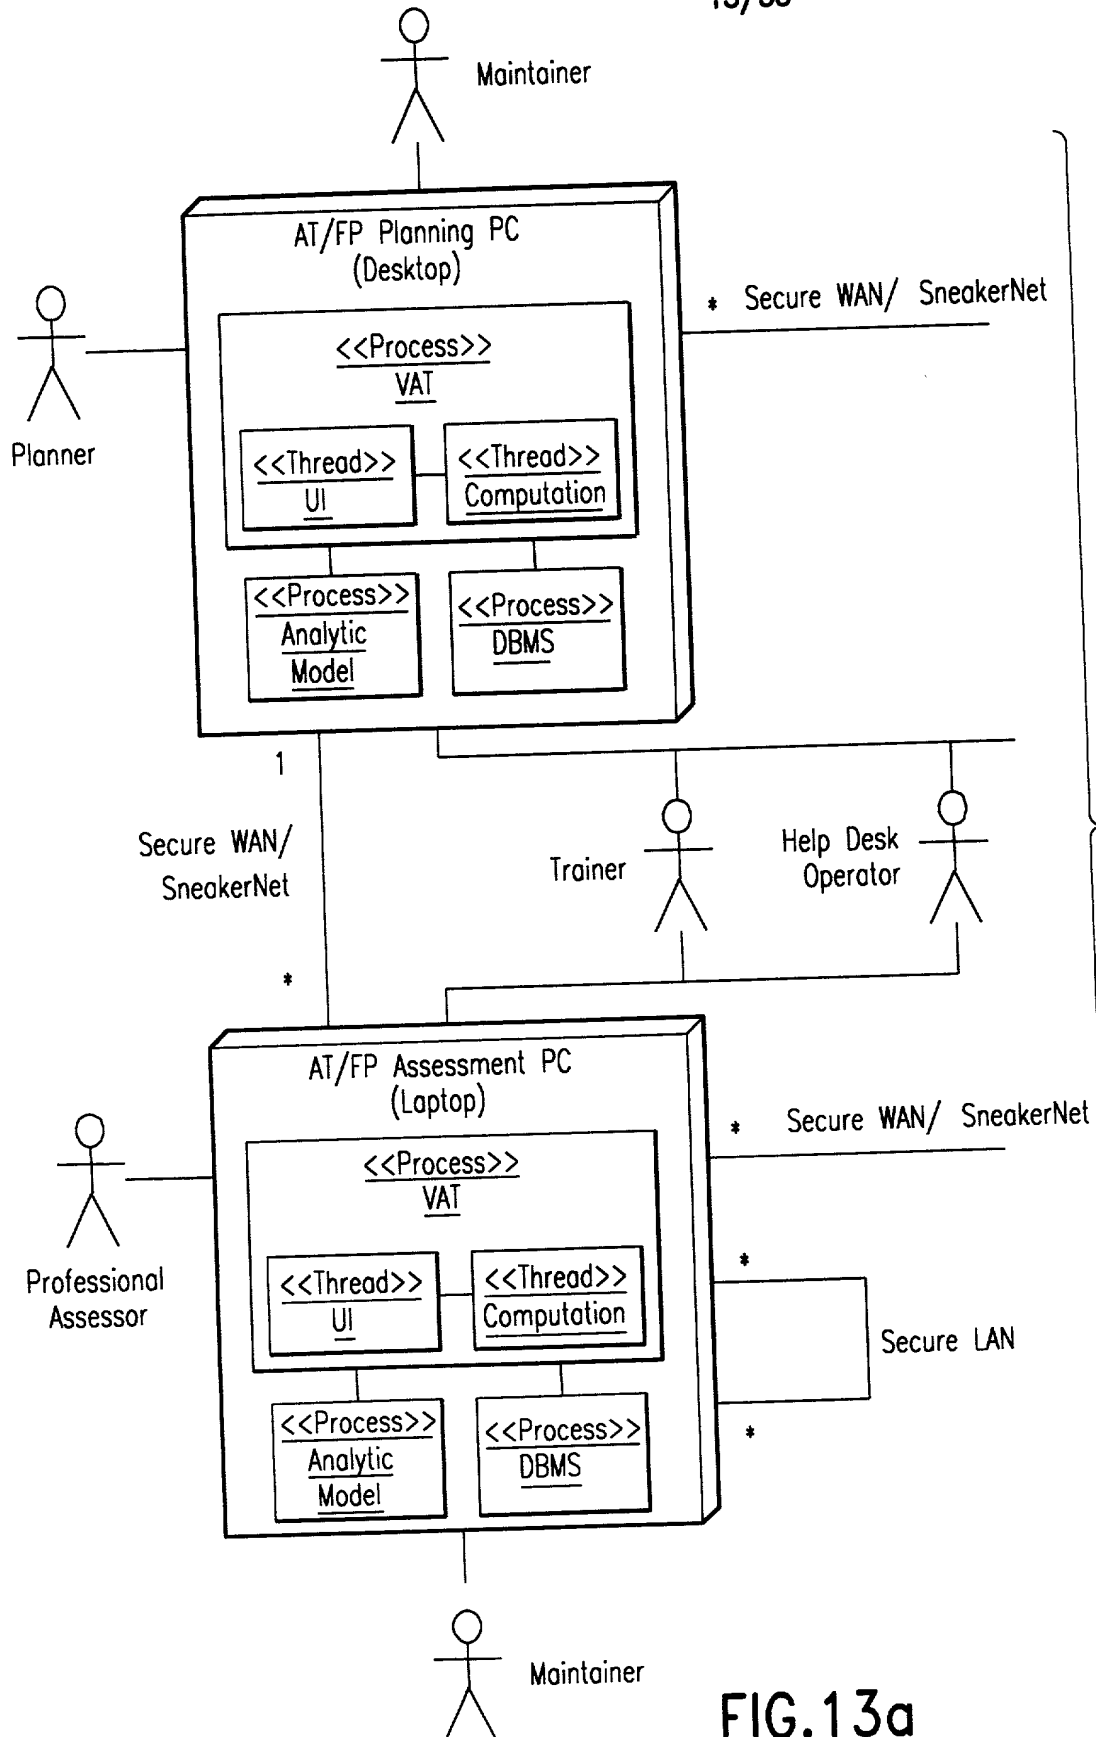 Maintainer
AT/FP Planning PC
(Desktop)
* Secure WAN/ SneakerNet
<<Process>>
VAT
Planner
<<Thread>>
UI
<<Thread>>
Computation
<<Process>>
Analytic
Model
<<Process>>
DBMS
1
Secure WAN/
SneakerNet
*
Trainer
Help Desk
Operator
AT/FP Assessment PC
(Laptop)
* Secure WAN/ SneakerNet
<<Process>>
VAT
Professional
Assessor
<<Thread>>
UI
<<Thread>>
Computation
*
Secure LAN
*
<<Process>>
Analytic
Model
<<Process>>
DBMS
Maintainer
FIG.13a